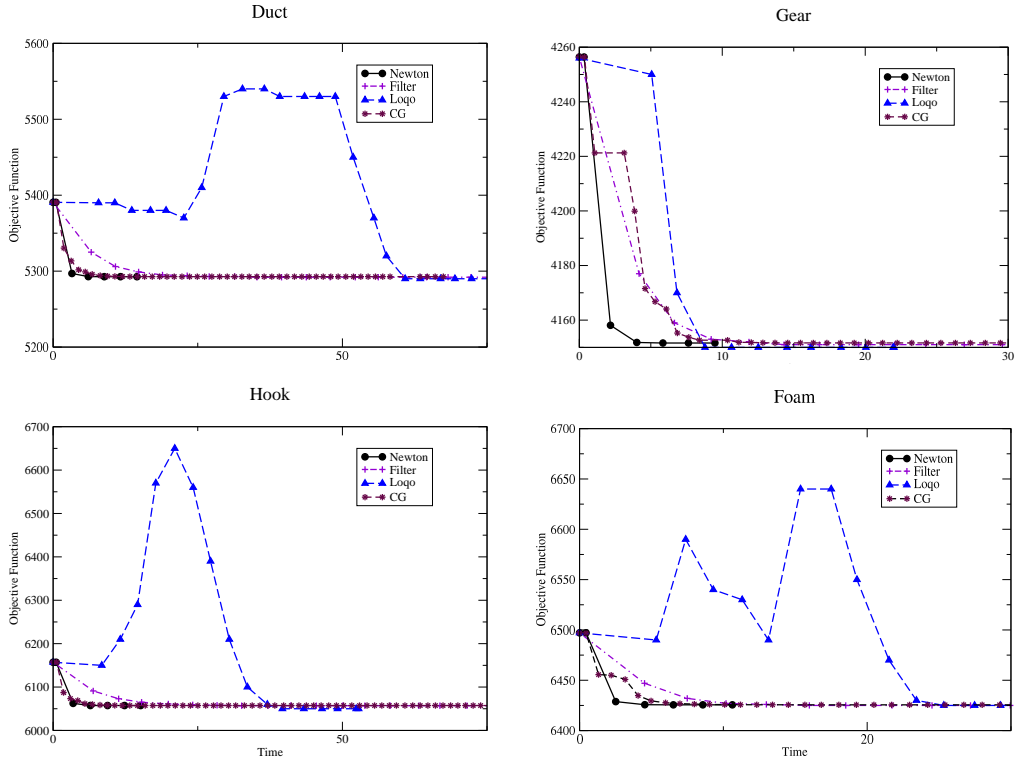 Duct
5600
5500
5400
5300
5200
Objective Function
0
50
Newton
Filter
Loqo
CG
Gear
4260
4240
4220
4200
4180
4160
Objective Function
0
10
20
30
Newton
Filter
Loqo
CG
Hook
6700
6600
6500
6400
6300
6200
6100
6000
Objective Function
0
50
Time
Newton
Filter
Loqo
CG
Foam
6700
6650
6600
6550
6500
6450
6400
Objective Function
0
20
Time
Newton
Filter
Loqo
CG